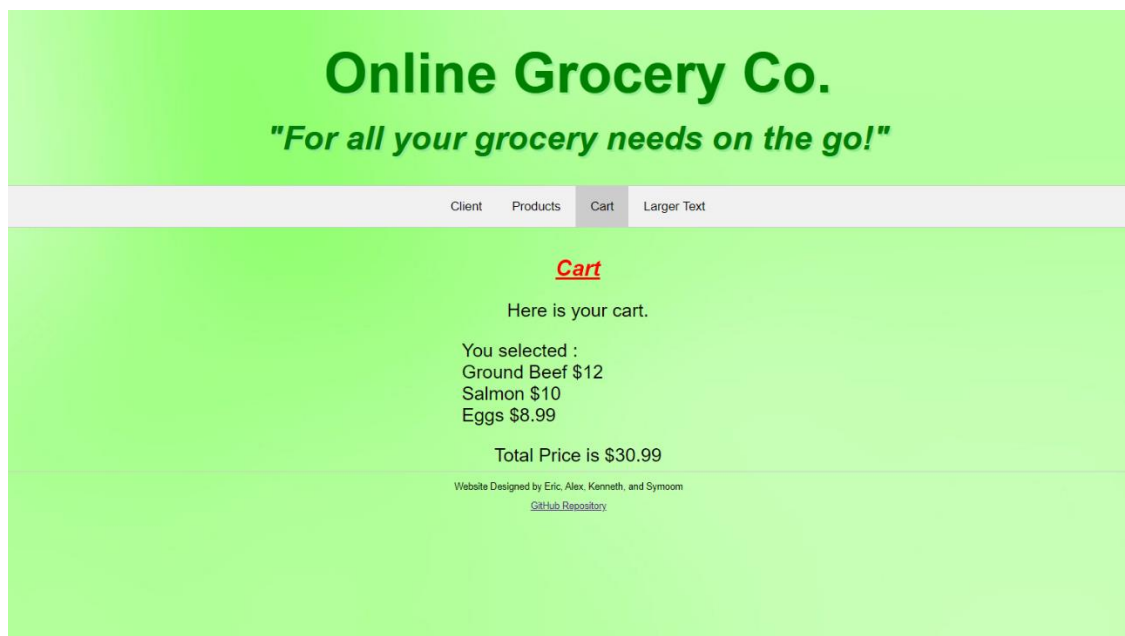 Online Grocery Co.
"For all your grocery needs on the go!"
Client Products Cart Larger Text
Cart
Here is your cart.
You selected :
Ground Beef $12
Salmon $10
Eggs $8.99
Total Price is $30.99
Website Designed by Eric, Alex, Kenneth, and Symoom
GitHub Repository